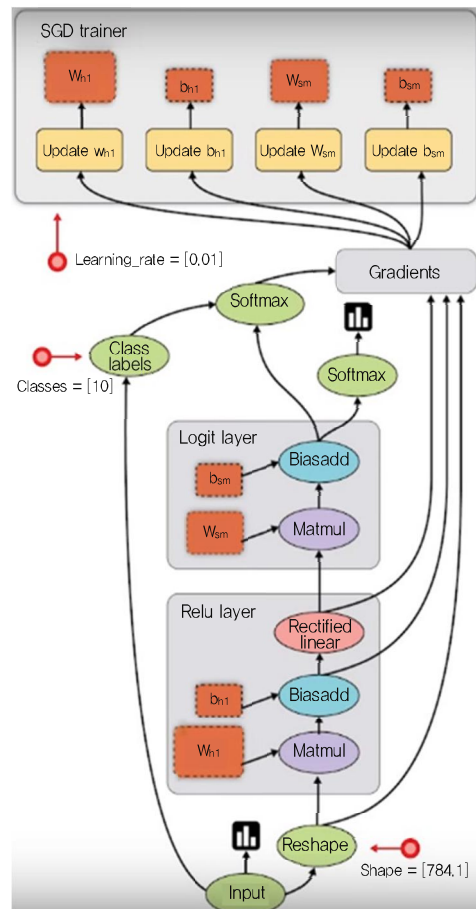 SGD trainer
Wh1
bh1
Wsm
bsm
Update wh1
Update bh1
Update Wsm
Update bsm
Learning_rate = [0,01]
Gradients
Softmax
Class
labels
Classes = [10]
Softmax
Logit layer
Biasadd
bsm
Wsm
Matmul
Relu layer
Rectified
linear
bh1
Biasadd
Wh1
Matmul
Reshape
Shape = [784,1]
Input